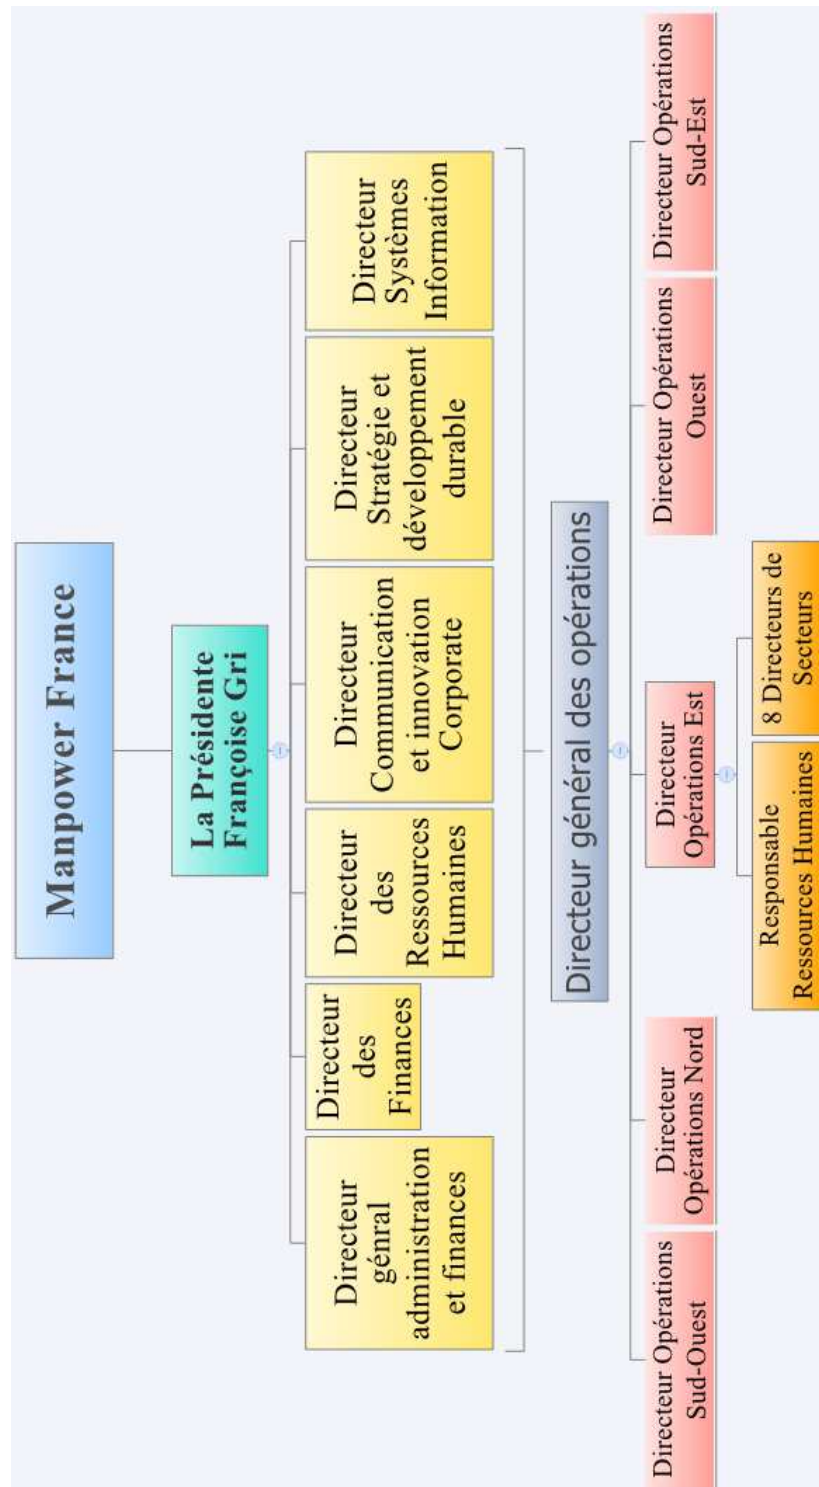 Manpower France
La Présidente
Françoise Gri
Directeur
génral
administration
et finances
Directeur
des
Finances
Directeur
des
Ressources
Humaines
Directeur
Communication
et innovation
Corporate
Directeur
Stratégie et
développement
durable
Directeur
Systèmes
Information
Directeur général des opérations
Directeur Opérations
Sud-Ouest
Directeur
Opérations Nord
Directeur
Opérations Est
Directeur Opérations
Ouest
Directeur Opérations
Sud-Est
Responsable
Ressources Humaines
8 Directeurs de
Secteurs